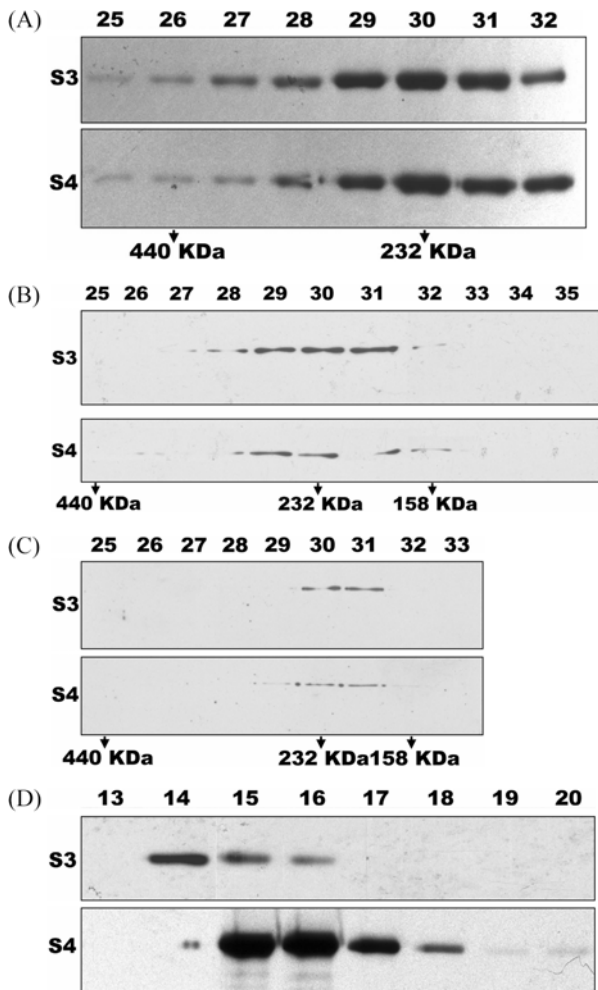 (A) 25 26 27 28 29 30 31 32
S3
S4
440 KDa 232 KDa
(B) 25 26 27 28 29 30 31 32 33 34 35
S3
S4
440 KDa 232 KDa 158 KDa
(C) 25 26 27 28 29 30 31 32 33
S3
S4
440 KDa 232 KDa 158 KDa
(D) 13 14 15 16 17 18 19 20
S3
S4